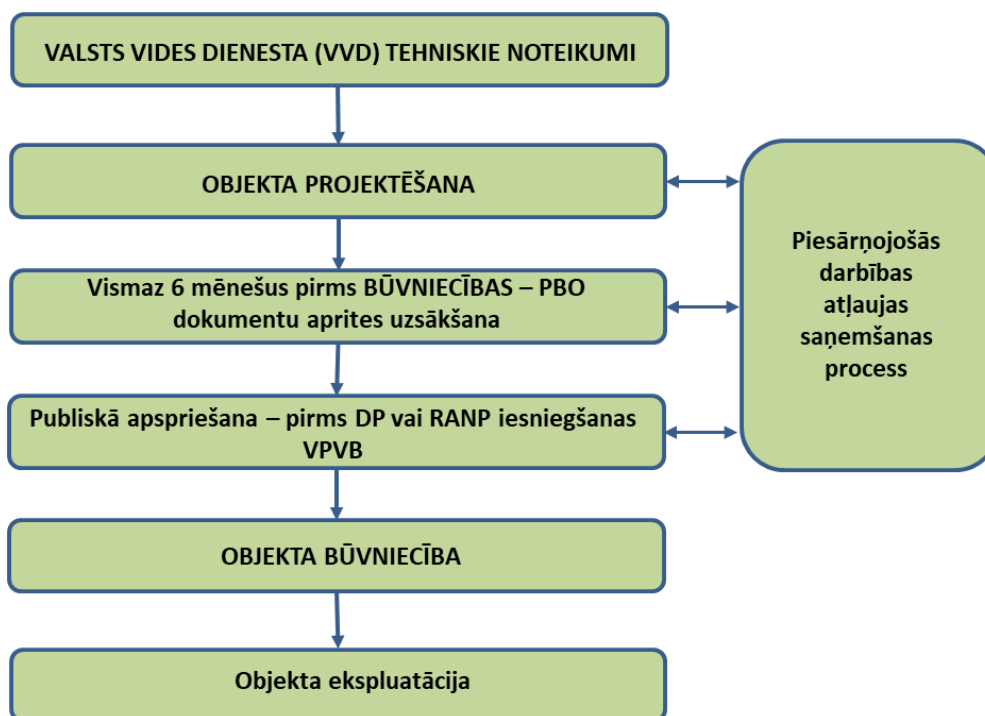 VALSTS VIDES DIENESTA (VVD) TEHNISKIE NOTEIKUMI
OBJEKTA PROJEKTĒŠANA
Vismaz 6 mēnešus pirms BŪVNIECĪBAS – PBO
dokumentu aprites uzsākšana
Publiskā apspriešana – pirms DP vai RANP iesniegšanas
VPVB
OBJEKTA BŪVNIECĪBA
Objekta ekspluatācija
Piesārņojošās
darbības
atļaujas
saņemšanas
process